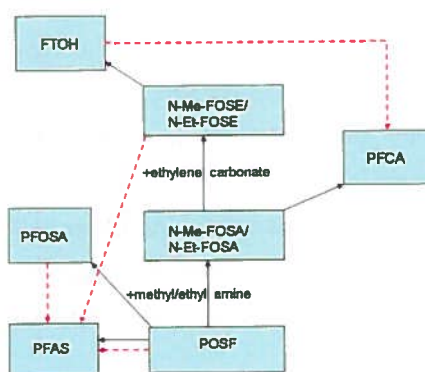 FTOH
N-Me-FOSE/
N-Et-FOSE
PFCA
+ethylene carbonate
PFOSA
N-Me-FOSA/
N-Et-FOSA
+methyl/ethyl amine
PFAS
POSF